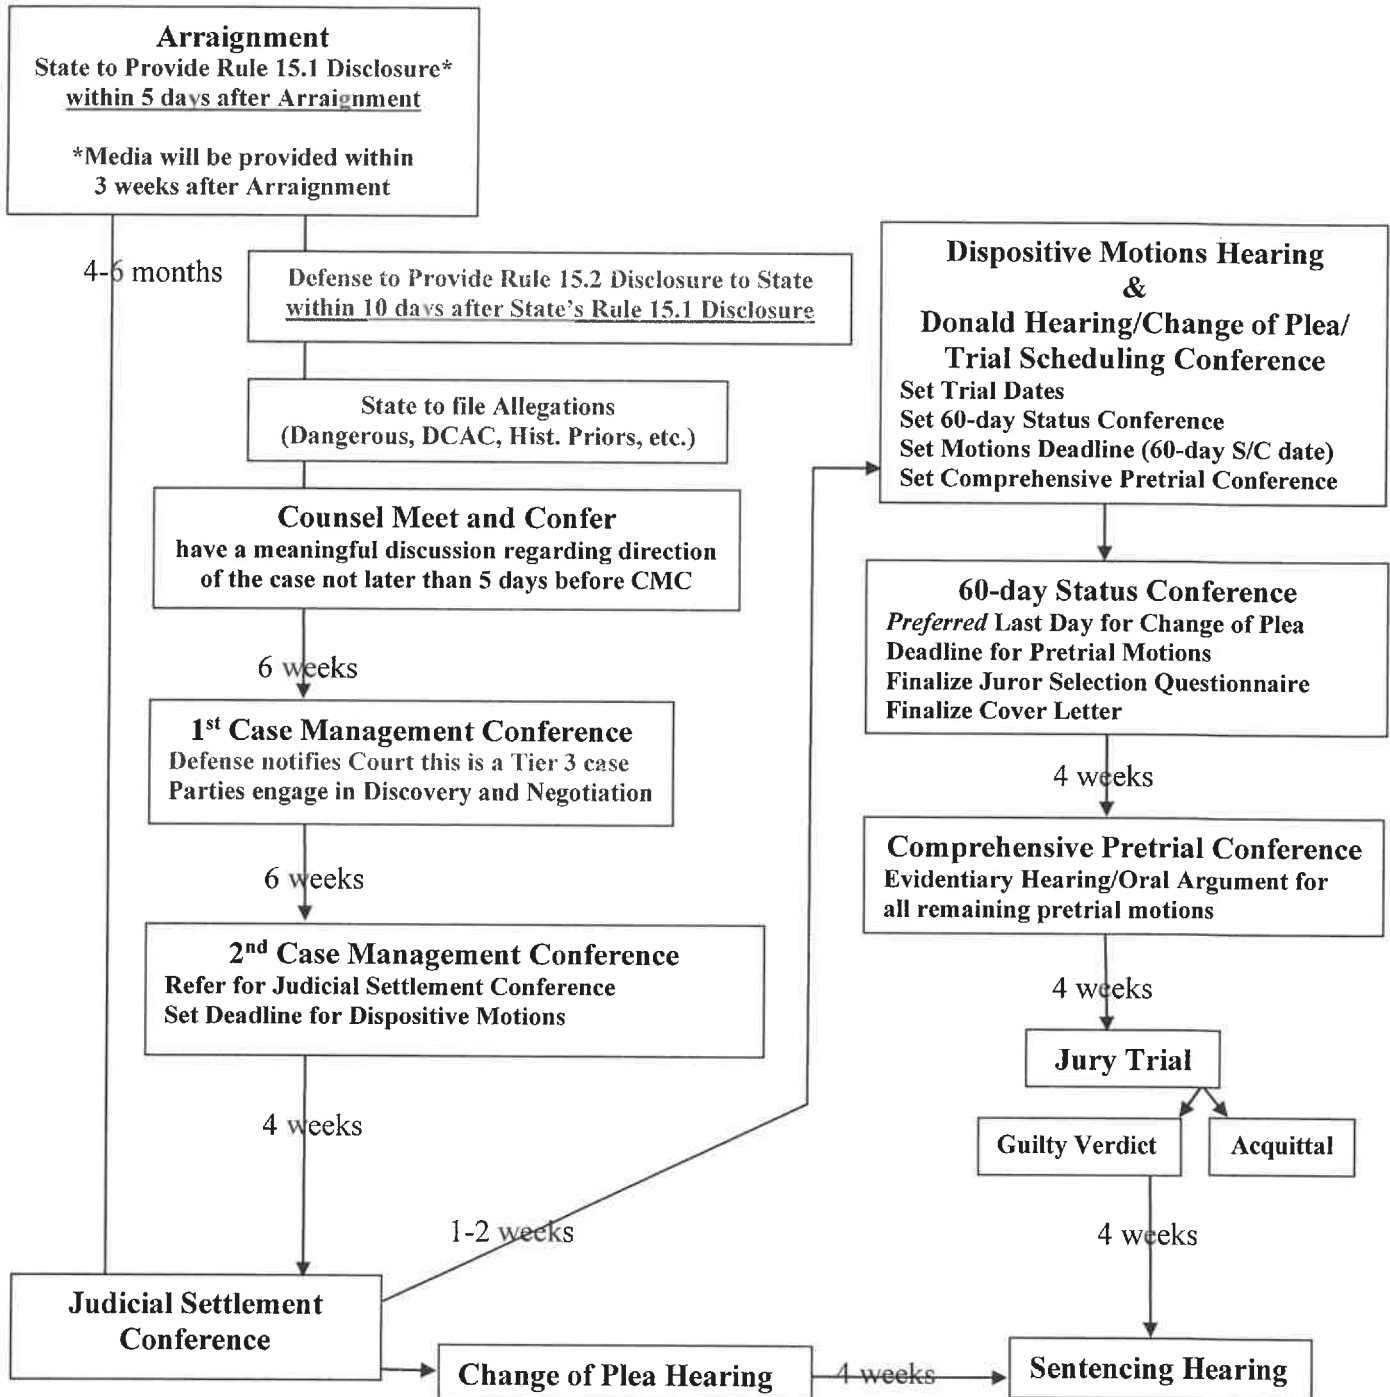 Arraignment
State to Provide Rule 15.1 Disclosure*
within 5 days after Arraignment
*Media will be provided within
3 weeks after Arraignment
4-6 months
Defense to Provide Rule 15.2 Disclosure to State
within 10 days after State's Rule 15.1 Disclosure
State to file Allegations
(Dangerous, DCAC, Hist. Priors, etc.)
Counsel Meet and Confer
have a meaningful discussion regarding direction
of the case not later than 5 days before CMC
6 weeks
1st Case Management Conference
Defense notifies Court this is a Tier 3 case
Parties engage in Discovery and Negotiation
6 weeks
2nd Case Management Conference
Refer for Judicial Settlement Conference
Set Deadline for Dispositive Motions
4 weeks
1-2 weeks
Judicial Settlement
Conference
Change of Plea Hearing
4 weeks
Dispositive Motions Hearing
&
Donald Hearing/Change of Plea/
Trial Scheduling Conference
Set Trial Dates
Set 60-day Status Conference
Set Motions Deadline (60-day S/C date)
Set Comprehensive Pretrial Conference
60-day Status Conference
Preferred Last Day for Change of Plea
Deadline for Pretrial Motions
Finalize Juror Selection Questionnaire
Finalize Cover Letter
4 weeks
Comprehensive Pretrial Conference
Evidentiary Hearing/Oral Argument for
all remaining pretrial motions
4 weeks
Jury Trial
Guilty Verdict
Acquittal
4 weeks
Sentencing Hearing